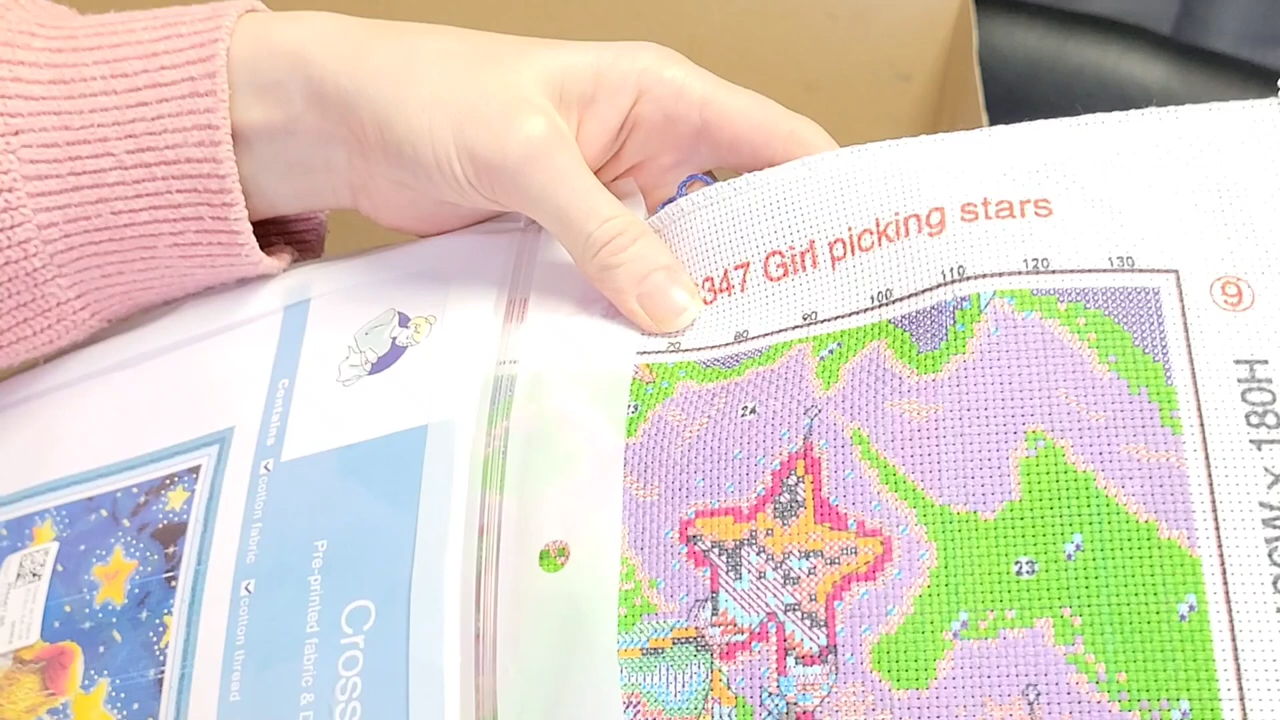 347 Girl picking stars
70 80 90 100 110 120 130
9
24
23
23
180H
Contains ✓ cotton fabric ✓ cotton thread
Pre-printed fabric &
Cross